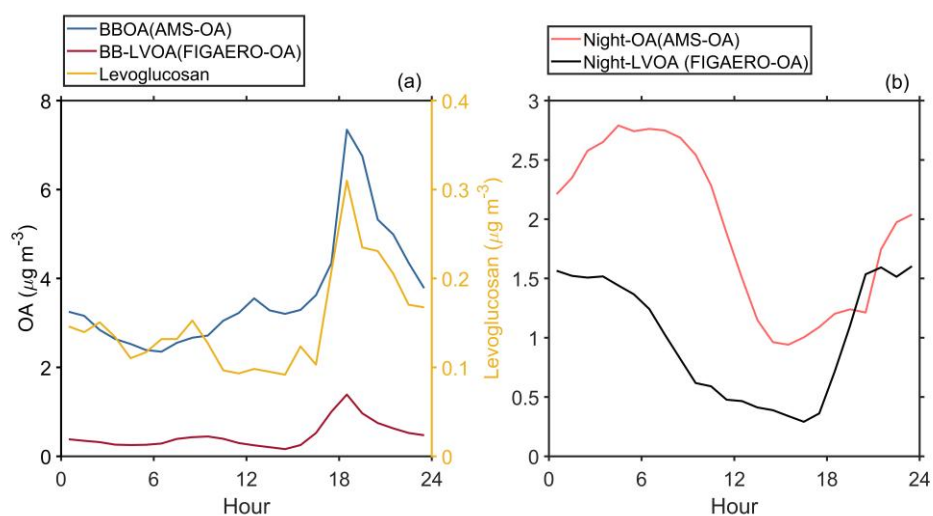 BBOA(AMS-OA)
BB-LVOA(FIGAERO-OA)
Levoglucosan
(a)
8
6
4
2
0
OA (µg m⁻³)
0.4
0.3
0.2
0.1
0
Levoglucosan (µg m⁻³)
0
6
12
18
24
Hour
Night-OA(AMS-OA)
Night-LVOA (FIGAERO-OA)
(b)
3
2.5
2
1.5
1
0.5
0
0
6
12
18
24
Hour